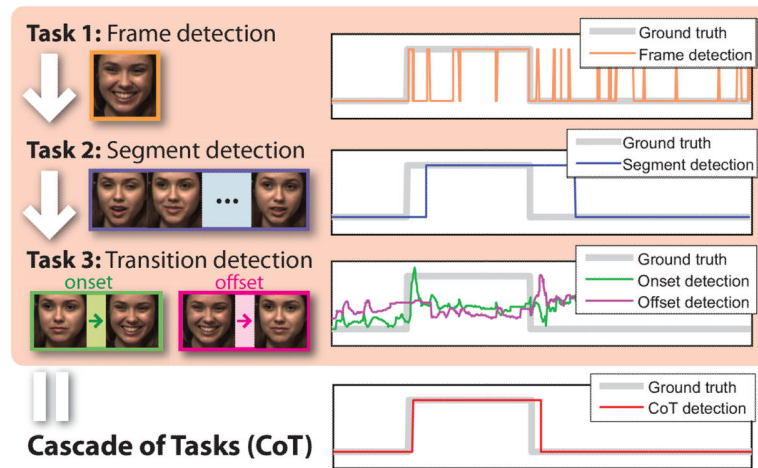 Task 1: Frame detection
Ground truth
Frame detection
Task 2: Segment detection
...
Ground truth
Segment detection
Task 3: Transition detection
onset
offset
Ground truth
Onset detection
Offset detection
Cascade of Tasks (CoT)
Ground truth
CoT detection